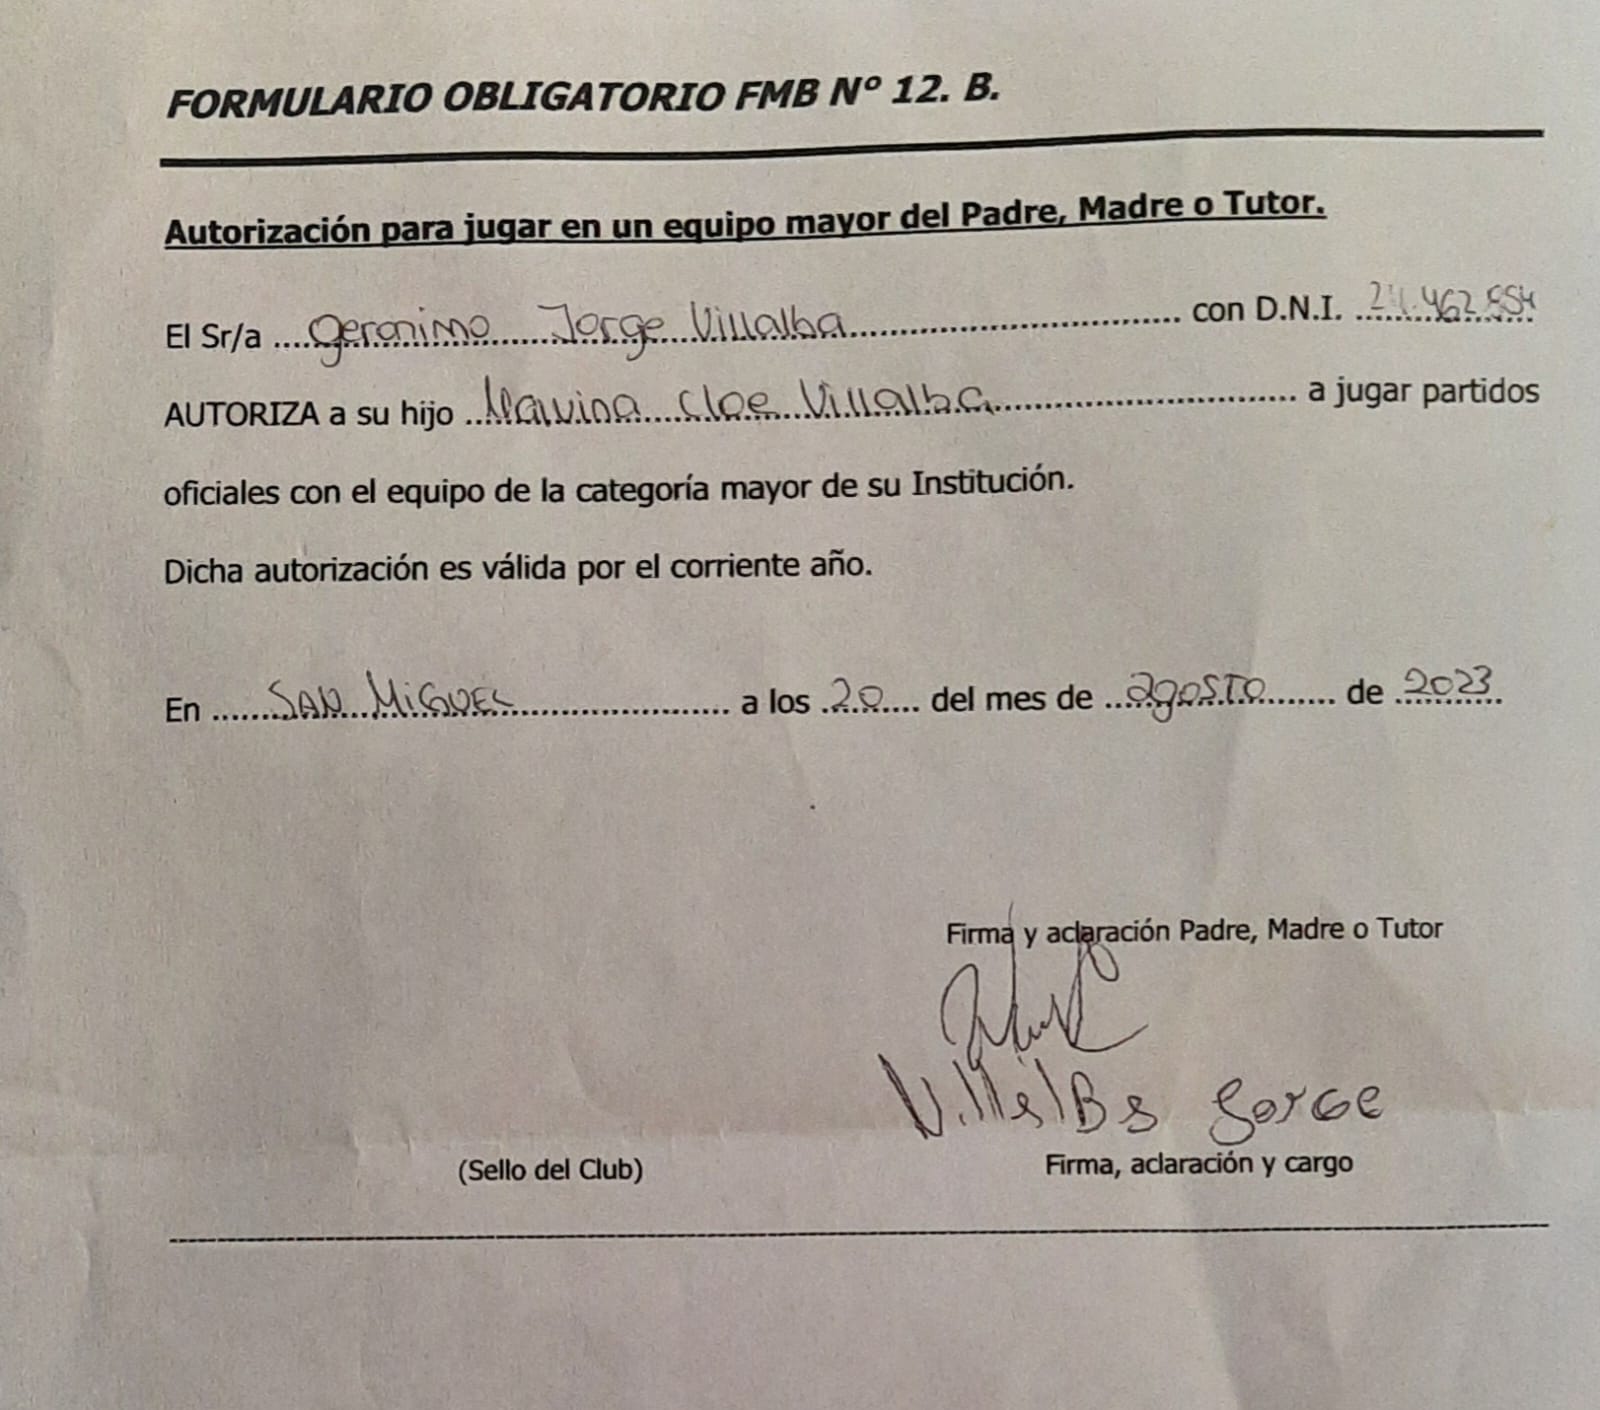 FORMULARIO OBLIGATORIO FMB Nº 12. B.
Autorización para jugar en un equipo mayor del Padre, Madre o Tutor.
El Sr/a ....Geronimo Jorge Villalba.... con D.N.I. ....
AUTORIZA a su hijo .... Cloe Villalba.... a jugar partidos
oficiales con el equipo de la categoría mayor de su Institución.
Dicha autorización es válida por el corriente año.
En ....SAN MiGUEL.... a los ..20.. del mes de ..agosto.. de ..2023..
Firma y aclaración Padre, Madre o Tutor
VillalBa Jorge
(Sello del Club) Firma, aclaración y cargo